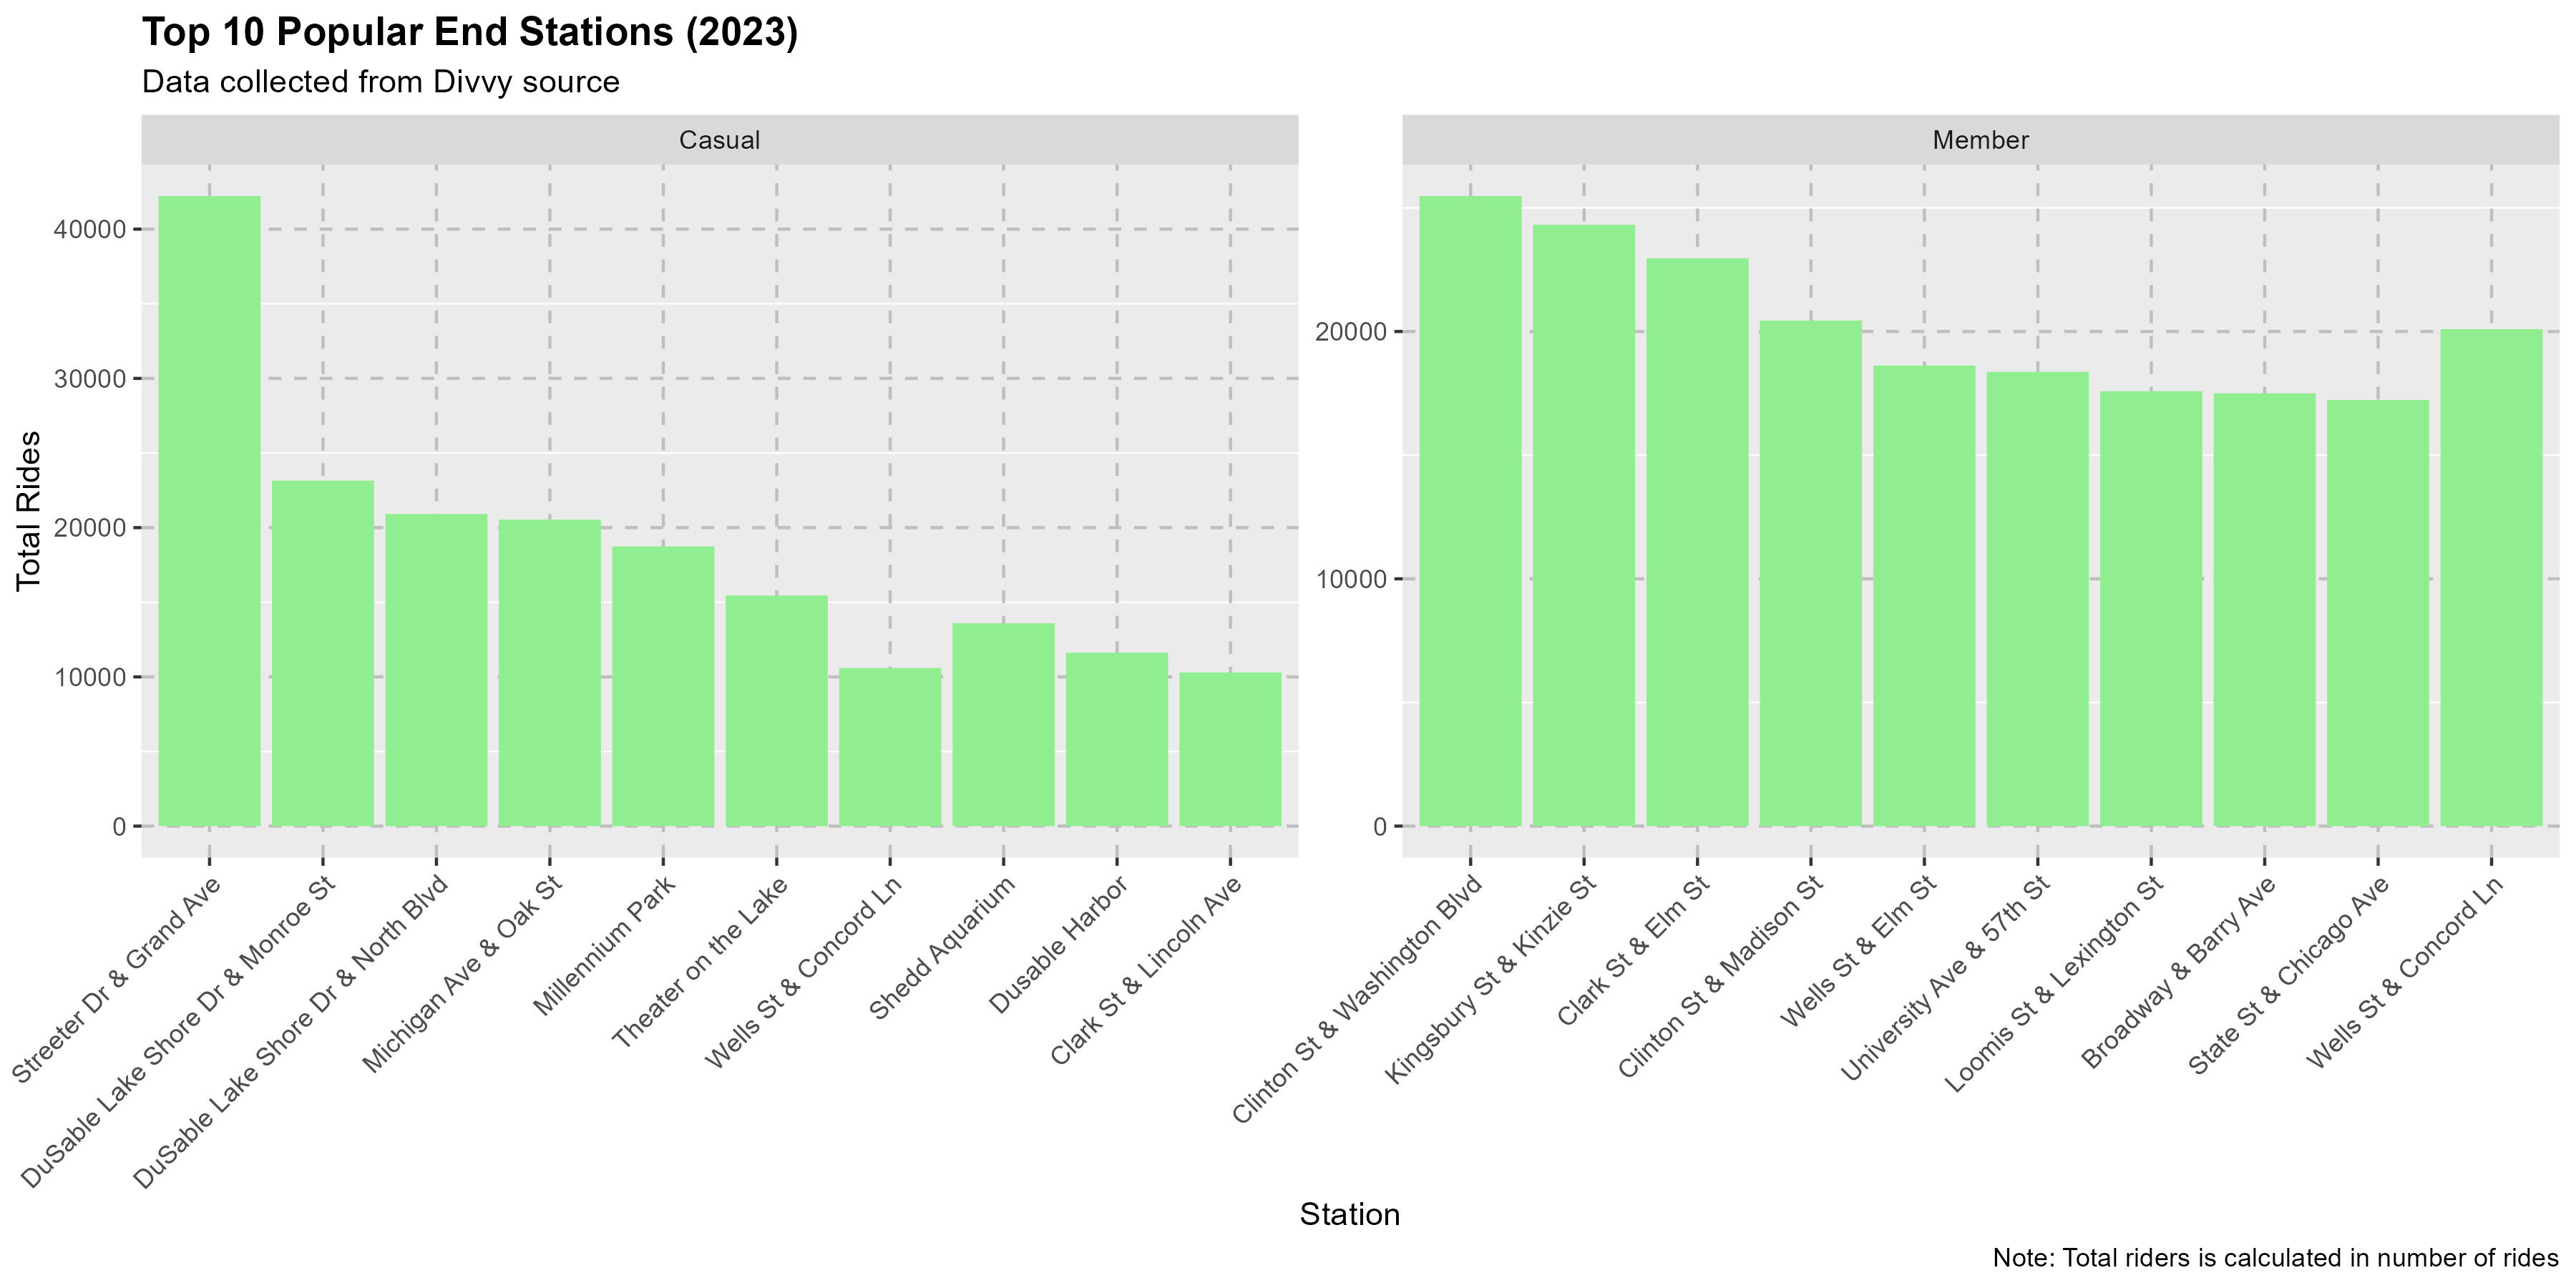 Top 10 Popular End Stations (2023)
Data collected from Divvy source
Casual
Member
Total Rides
40000
30000
20000
10000
0
20000
10000
0
Streeter Dr & Grand Ave
DuSable Lake Shore Dr & Monroe St
DuSable Lake Shore Dr & North Blvd
Michigan Ave & Oak St
Millennium Park
Theater on the Lake
Wells St & Concord Ln
Shedd Aquarium
Dusable Harbor
Clark St & Lincoln Ave
Clinton St & Washington Blvd
Kingsbury St & Kinzie St
Clark St & Elm St
Clinton St & Madison St
Wells St & Elm St
University Ave & 57th St
Loomis St & Lexington St
Broadway & Barry Ave
State St & Chicago Ave
Wells St & Concord Ln
Station
Note: Total riders is calculated in number of rides